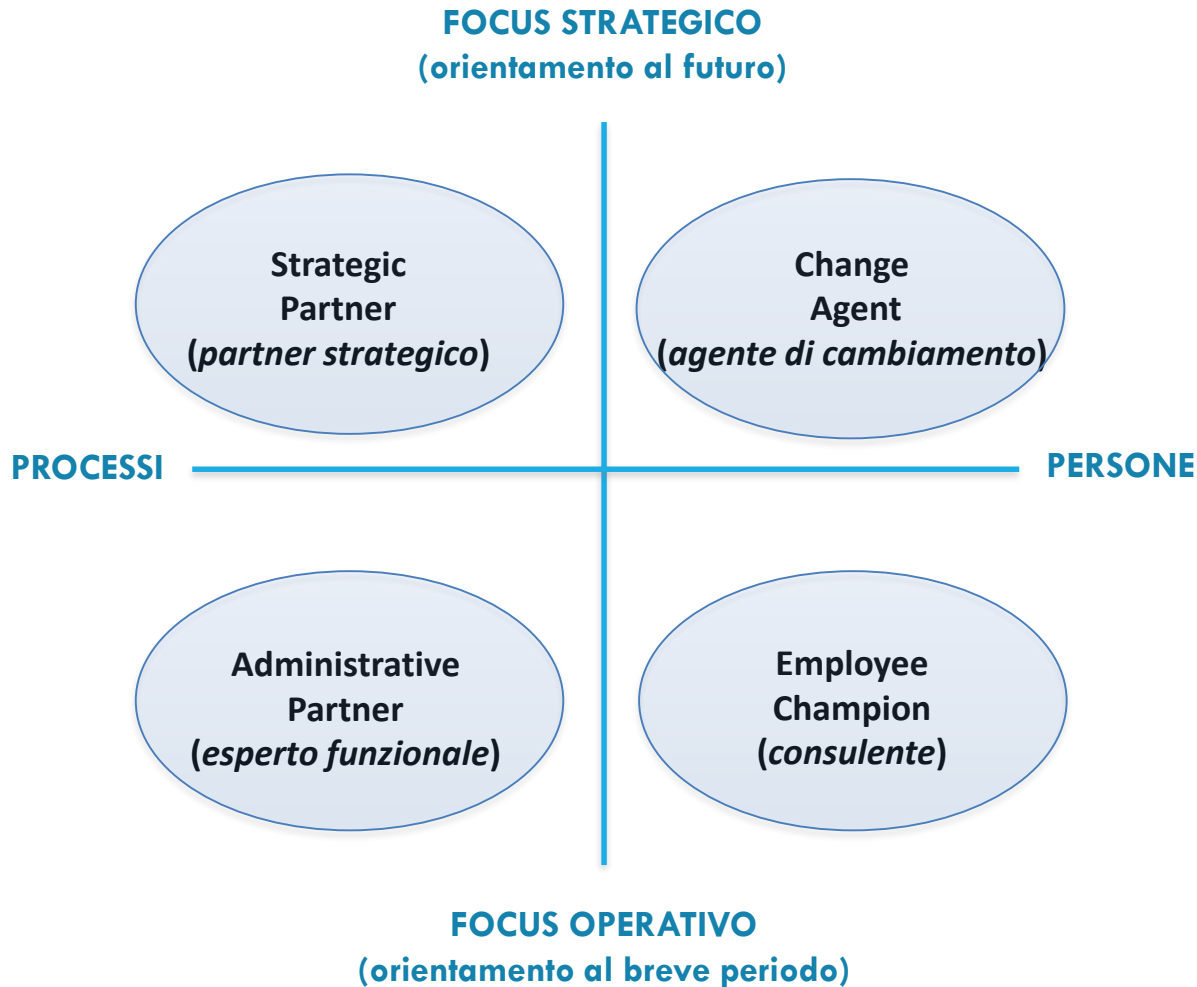 FOCUS STRATEGICO
(orientamento al futuro)
Strategic
Partner
(partner strategico)
Change
Agent
(agente di cambiamento)
PROCESSI
PERSONE
Administrative
Partner
(esperto funzionale)
Employee
Champion
(consulente)
FOCUS OPERATIVO
(orientamento al breve periodo)